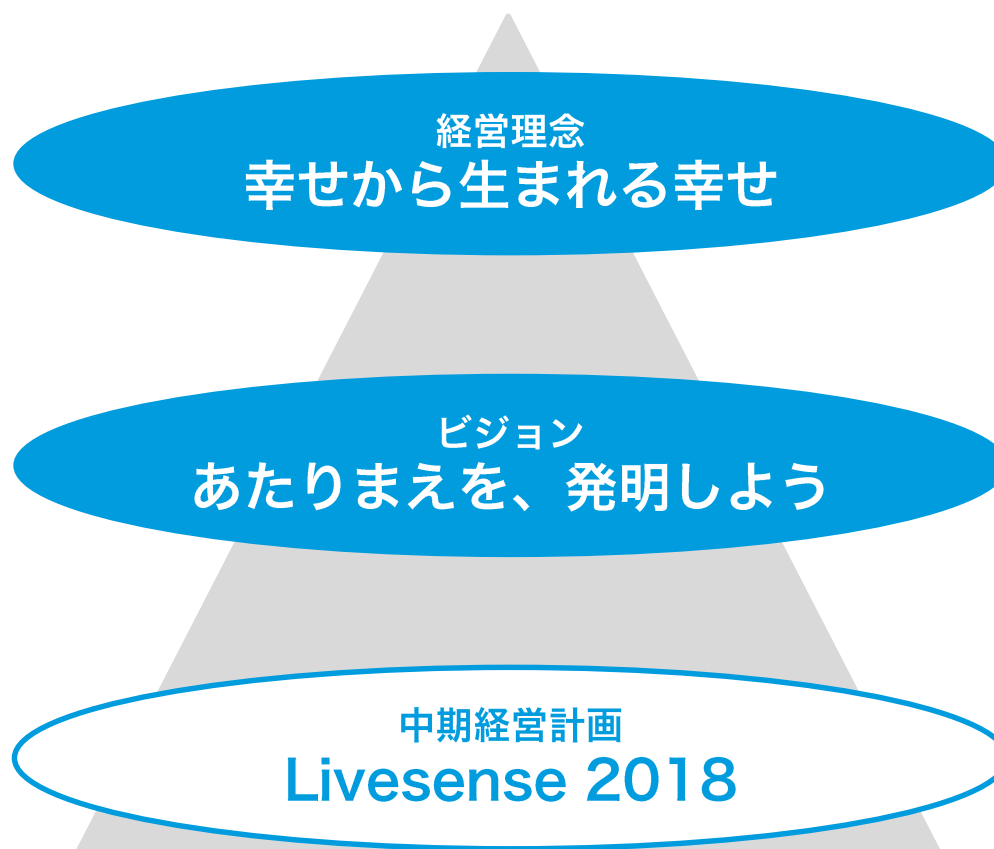 経営理念
幸せから生まれる幸せ
ビジョン
あたりまえを、発明しよう
中期経営計画
Livesense 2018